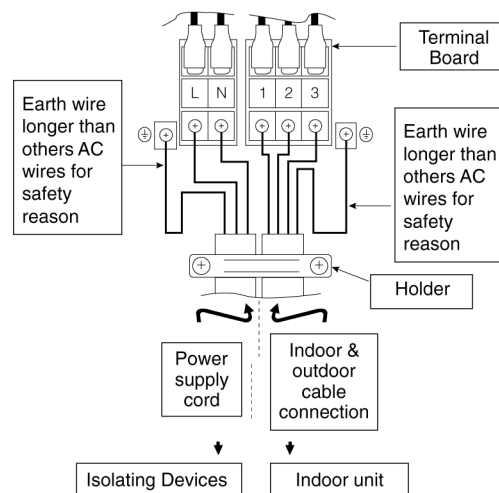 Terminal
Board
L N 1 2 3
Earth wire
longer than
others AC
wires for
safety
reason
Earth wire
longer than
others AC
wires for
safety
reason
Holder
Power
supply
cord
Indoor &
outdoor
cable
connection
Isolating Devices
Indoor unit